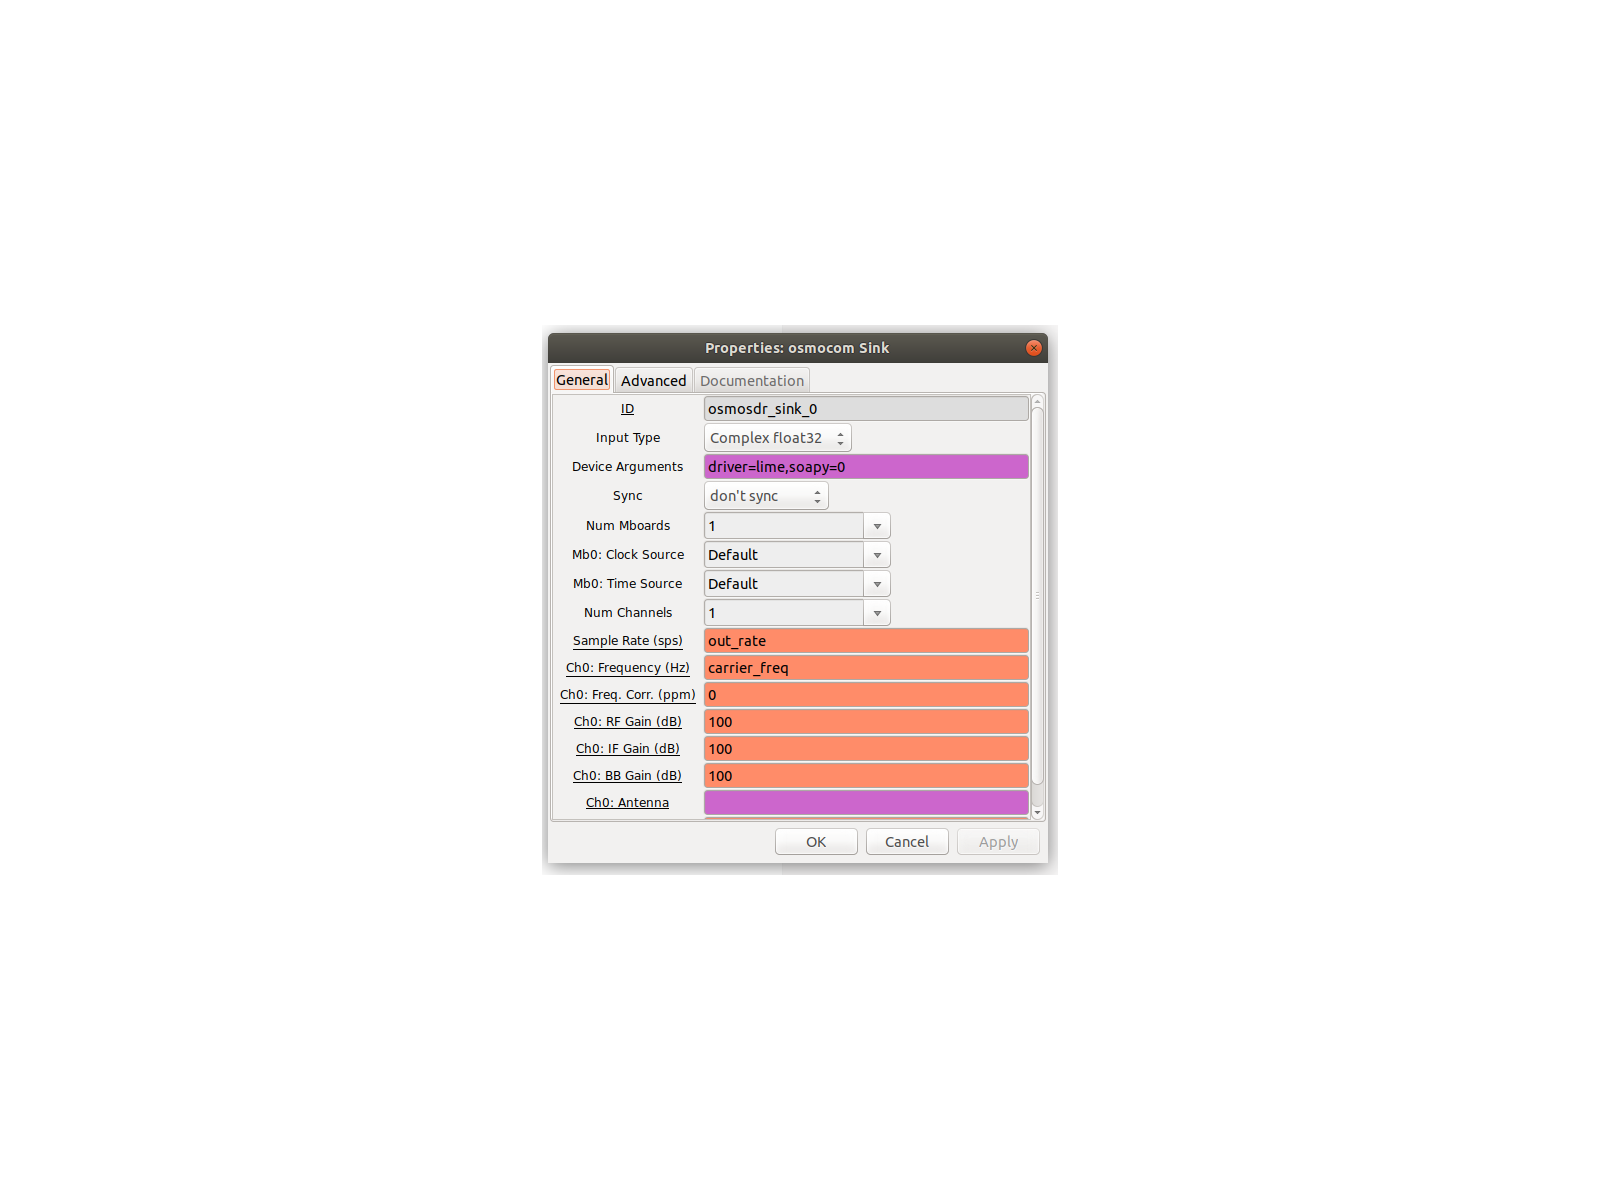 Properties: osmocom Sink
General Advanced Documentation
ID osmosdr_sink_0
Input Type Complex float32
Device Arguments driver=lime,soapy=0
Sync don't sync
Num Mboards 1
Mb0: Clock Source Default
Mb0: Time Source Default
Num Channels 1
Sample Rate (sps) out_rate
Ch0: Frequency (Hz) carrier_freq
Ch0: Freq. Corr. (ppm) 0
Ch0: RF Gain (dB) 100
Ch0: IF Gain (dB) 100
Ch0: BB Gain (dB) 100
Ch0: Antenna
OK Cancel Apply